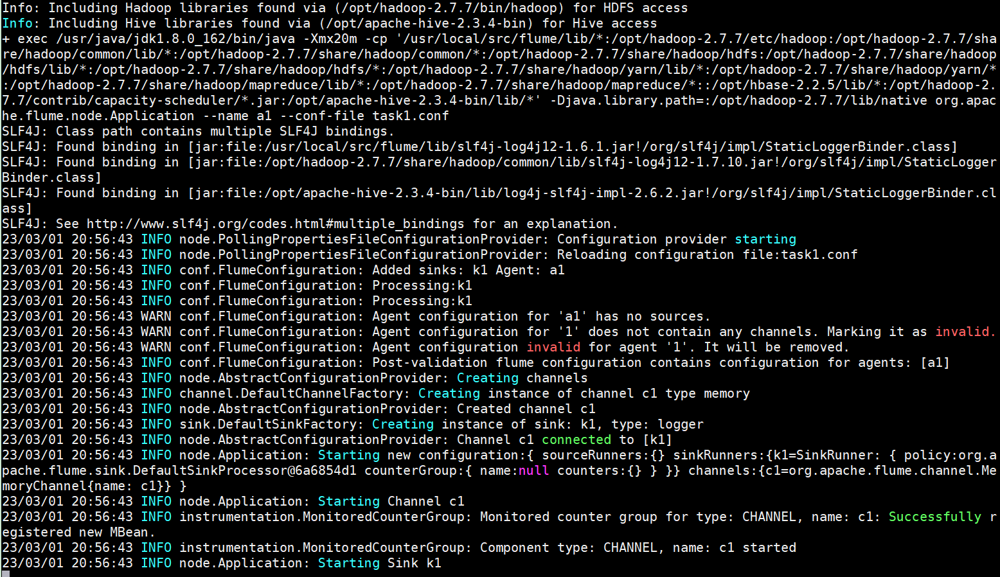 Info: Including Hadoop libraries found via (/opt/hadoop-2.7.7/bin/hadoop) for HDFS access
Info: Including Hive libraries found via (/opt/apache-hive-2.3.4-bin) for Hive access
+ exec /usr/java/jdk1.8.0_162/bin/java -Xmx20m -cp '/usr/local/src/flume/lib/*:/opt/hadoop-2.7.7/etc/hadoop:/opt/hadoop-2.7.7/sha
re/hadoop/common/lib/*:/opt/hadoop-2.7.7/share/hadoop/common/*:/opt/hadoop-2.7.7/share/hadoop/hdfs:/opt/hadoop-2.7.7/share/hadoop
/hdfs/lib/*:/opt/hadoop-2.7.7/share/hadoop/hdfs/*:/opt/hadoop-2.7.7/share/hadoop/yarn/lib/*:/opt/hadoop-2.7.7/share/hadoop/yarn/*
:/opt/hadoop-2.7.7/share/hadoop/mapreduce/lib/*:/opt/hadoop-2.7.7/share/hadoop/mapreduce/*::/opt/hbase-2.2.5/lib/*:/opt/hadoop-2.
7.7/contrib/capacity-scheduler/*.jar:/opt/apache-hive-2.3.4-bin/lib/*' -Djava.library.path=:/opt/hadoop-2.7.7/lib/native org.apac
he.flume.node.Application --name a1 --conf-file task1.conf
SLF4J: Class path contains multiple SLF4J bindings.
SLF4J: Found binding in [jar:file:/usr/local/src/flume/lib/slf4j-log4j12-1.6.1.jar!/org/slf4j/impl/StaticLoggerBinder.class]
SLF4J: Found binding in [jar:file:/opt/hadoop-2.7.7/share/hadoop/common/lib/slf4j-log4j12-1.7.10.jar!/org/slf4j/impl/StaticLogger
Binder.class]
SLF4J: Found binding in [jar:file:/opt/apache-hive-2.3.4-bin/lib/log4j-slf4j-impl-2.6.2.jar!/org/slf4j/impl/StaticLoggerBinder.cl
ass]
SLF4J: See http://www.slf4j.org/codes.html#multiple_bindings for an explanation.
23/03/01 20:56:43 INFO node.PollingPropertiesFileConfigurationProvider: Configuration provider starting
23/03/01 20:56:43 INFO node.PollingPropertiesFileConfigurationProvider: Reloading configuration file:task1.conf
23/03/01 20:56:43 INFO conf.FlumeConfiguration: Added sinks: k1 Agent: a1
23/03/01 20:56:43 INFO conf.FlumeConfiguration: Processing:k1
23/03/01 20:56:43 INFO conf.FlumeConfiguration: Processing:k1
23/03/01 20:56:43 WARN conf.FlumeConfiguration: Agent configuration for 'a1' has no sources.
23/03/01 20:56:43 WARN conf.FlumeConfiguration: Agent configuration for '1' does not contain any channels. Marking it as invalid.
23/03/01 20:56:43 WARN conf.FlumeConfiguration: Agent configuration invalid for agent '1'. It will be removed.
23/03/01 20:56:43 INFO conf.FlumeConfiguration: Post-validation flume configuration contains configuration for agents: [a1]
23/03/01 20:56:43 INFO node.AbstractConfigurationProvider: Creating channels
23/03/01 20:56:43 INFO channel.DefaultChannelFactory: Creating instance of channel c1 type memory
23/03/01 20:56:43 INFO node.AbstractConfigurationProvider: Created channel c1
23/03/01 20:56:43 INFO sink.DefaultSinkFactory: Creating instance of sink: k1, type: logger
23/03/01 20:56:43 INFO node.AbstractConfigurationProvider: Channel c1 connected to [k1]
23/03/01 20:56:43 INFO node.Application: Starting new configuration:{ sourceRunners:{} sinkRunners:{k1=SinkRunner: { policy:org.a
pache.flume.sink.DefaultSinkProcessor@6a6854d1 counterGroup:{ name:null counters:{} } }} channels:{c1=org.apache.flume.channel.Me
moryChannel{name: c1}} }
23/03/01 20:56:43 INFO node.Application: Starting Channel c1
23/03/01 20:56:43 INFO instrumentation.MonitoredCounterGroup: Monitored counter group for type: CHANNEL, name: c1: Successfully r
egistered new MBean.
23/03/01 20:56:43 INFO instrumentation.MonitoredCounterGroup: Component type: CHANNEL, name: c1 started
23/03/01 20:56:43 INFO node.Application: Starting Sink k1